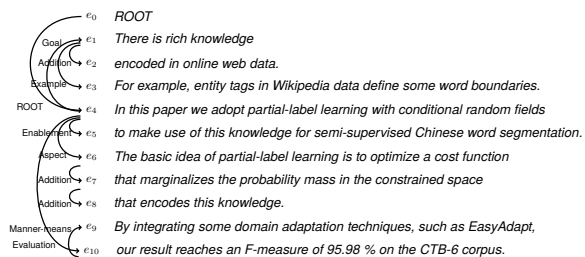 e0 ROOT
Goal e1 There is rich knowledge
Addition e2 encoded in online web data.
Example e3 For example, entity tags in Wikipedia data define some word boundaries.
ROOT e4 In this paper we adopt partial-label learning with conditional random fields
Enablement e5 to make use of this knowledge for semi-supervised Chinese word segmentation.
Aspect e6 The basic idea of partial-label learning is to optimize a cost function
Addition e7 that marginalizes the probability mass in the constrained space
Addition e8 that encodes this knowledge.
Manner-means e9 By integrating some domain adaptation techniques, such as EasyAdapt,
Evaluation e10 our result reaches an F-measure of 95.98 % on the CTB-6 corpus.